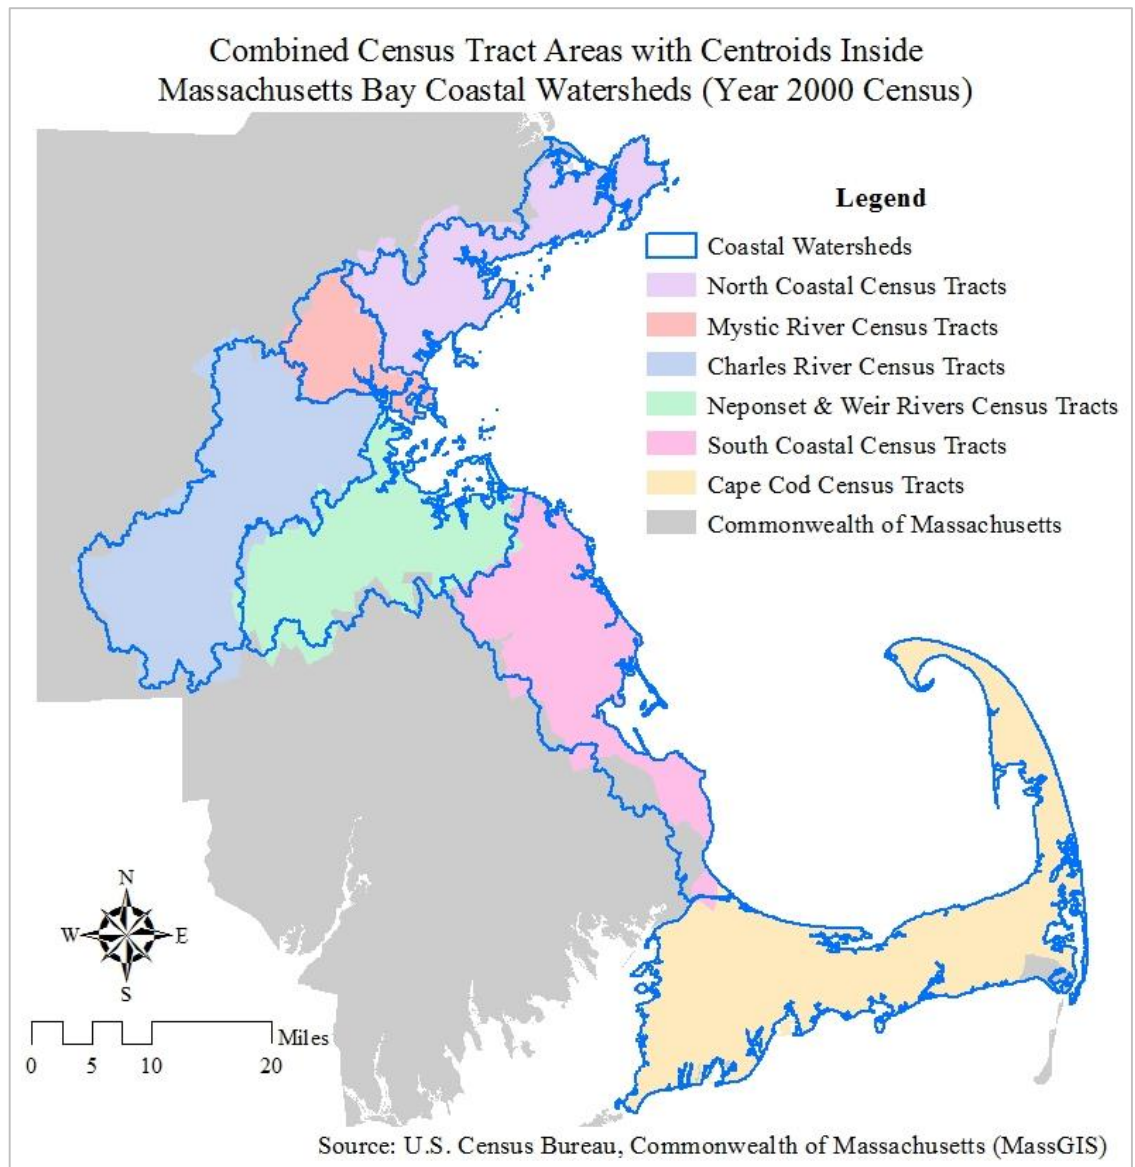 Combined Census Tract Areas with Centroids Inside
Massachusetts Bay Coastal Watersheds (Year 2000 Census)
Legend
Coastal Watersheds
North Coastal Census Tracts
Mystic River Census Tracts
Charles River Census Tracts
Neponset & Weir Rivers Census Tracts
South Coastal Census Tracts
Cape Cod Census Tracts
Commonwealth of Massachusetts
N
W E
S
Miles
0 5 10 20
Source: U.S. Census Bureau, Commonwealth of Massachusetts (MassGIS)